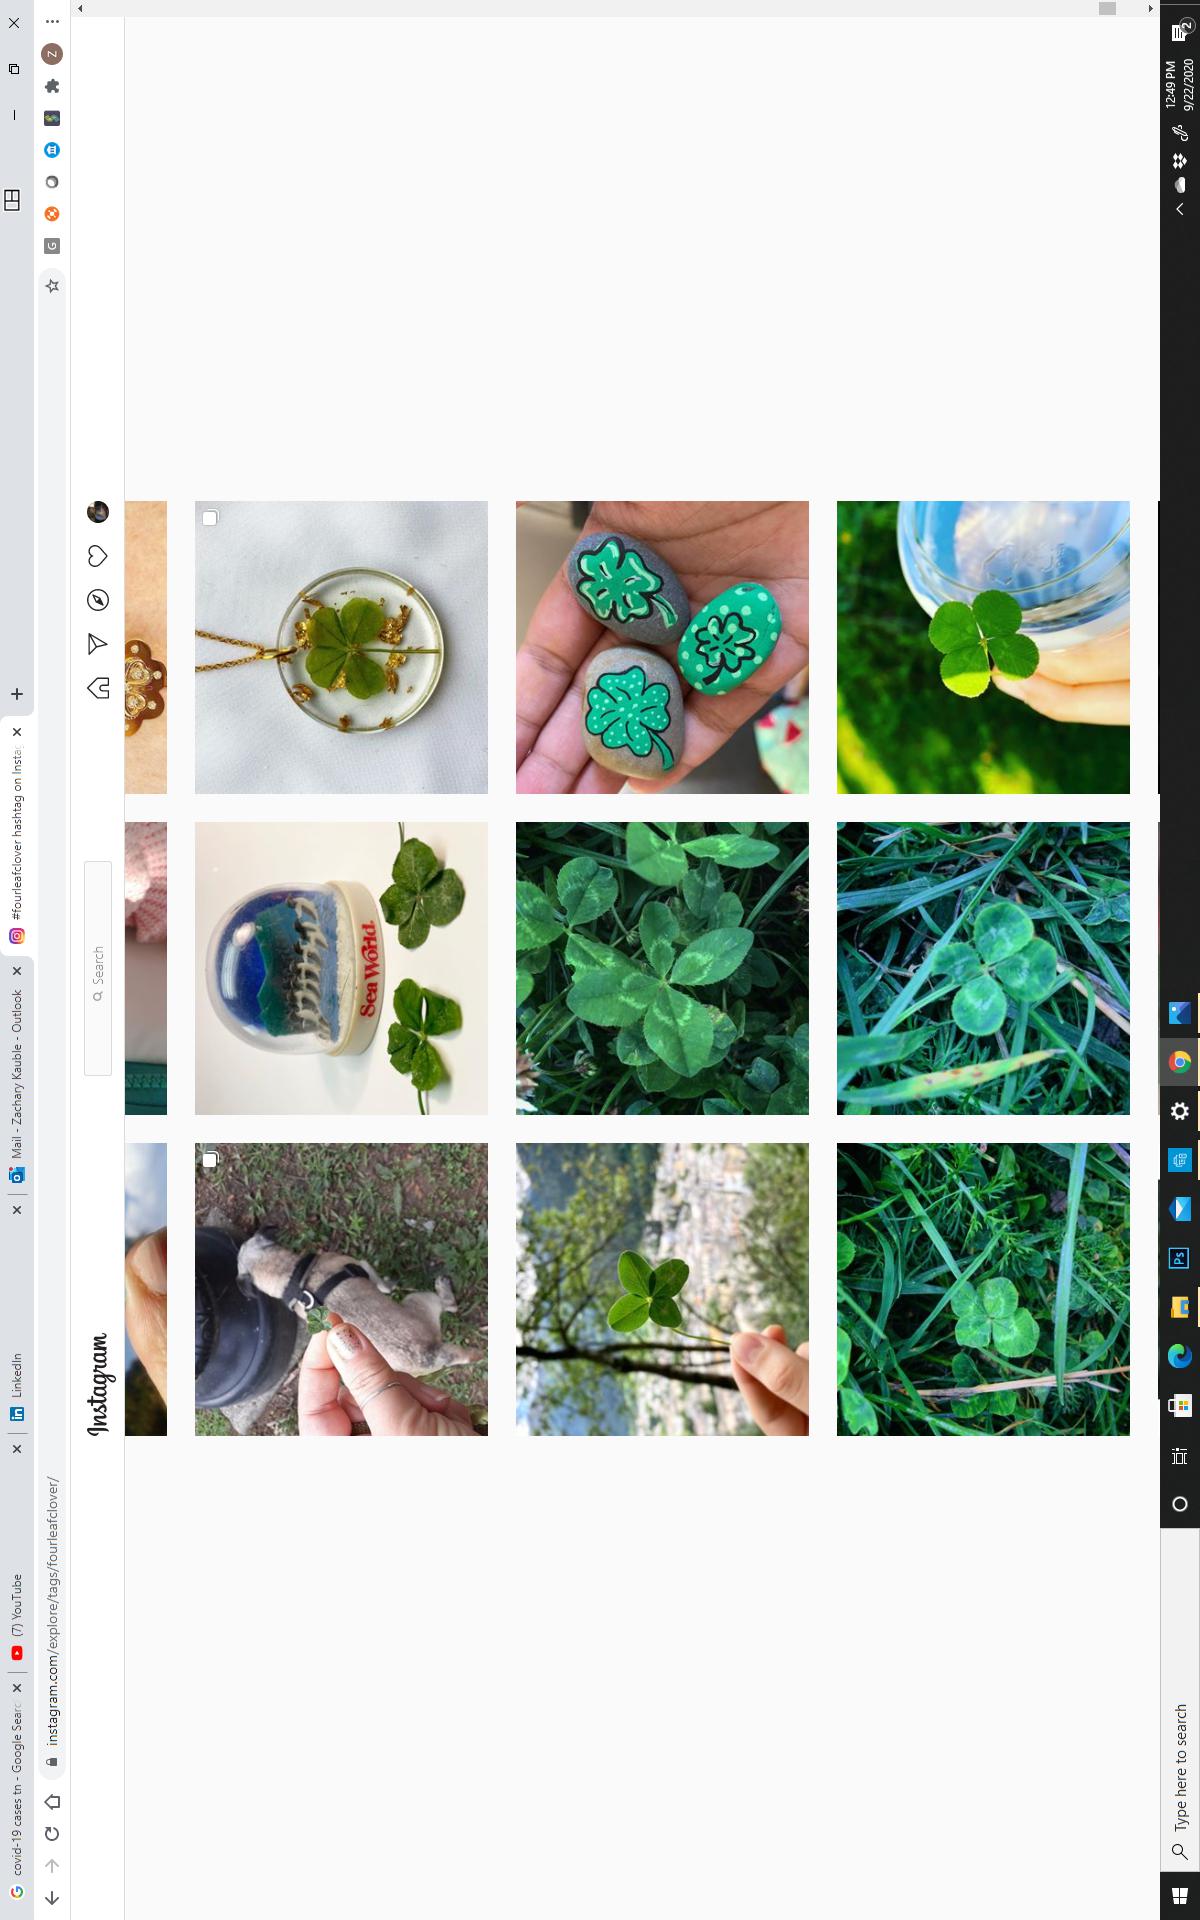 covid-19 cases tn - Google Searc
(7) YouTube
LinkedIn
Mail - Zachary Kauble - Outlook
#fourleafclover hashtag on Insta
instagram.com/explore/tags/fourleafclover/
G
Z
Instagram
Search
Sea World.
Type here to search
Ps
12:49 PM
9/22/2020
2